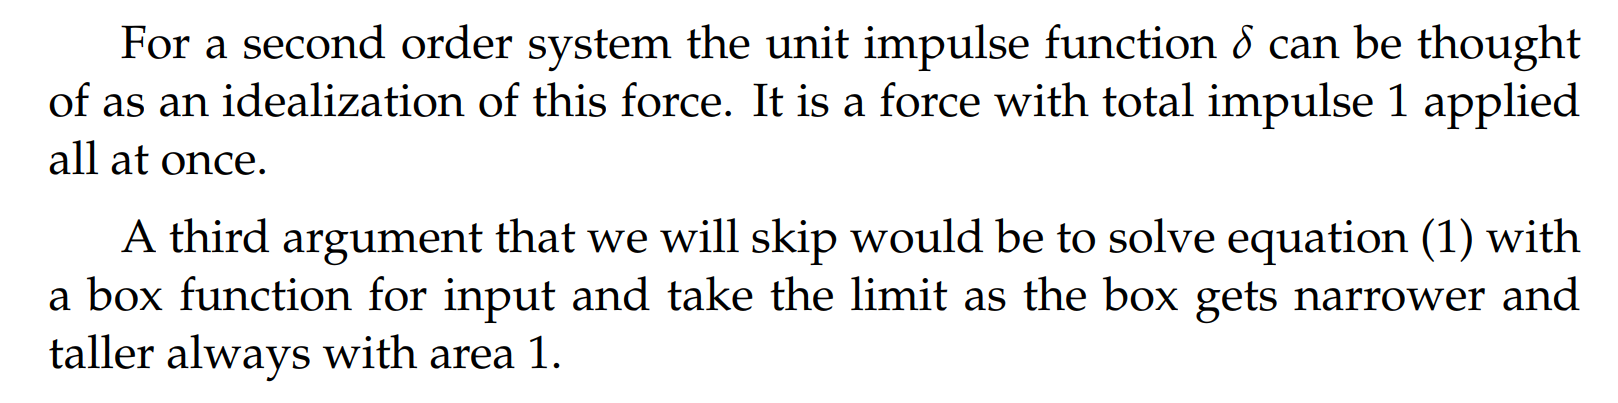 For a second order system the unit impulse function δ can be thought
of as an idealization of this force. It is a force with total impulse 1 applied
all at once.
A third argument that we will skip would be to solve equation (1) with
a box function for input and take the limit as the box gets narrower and
taller always with area 1.